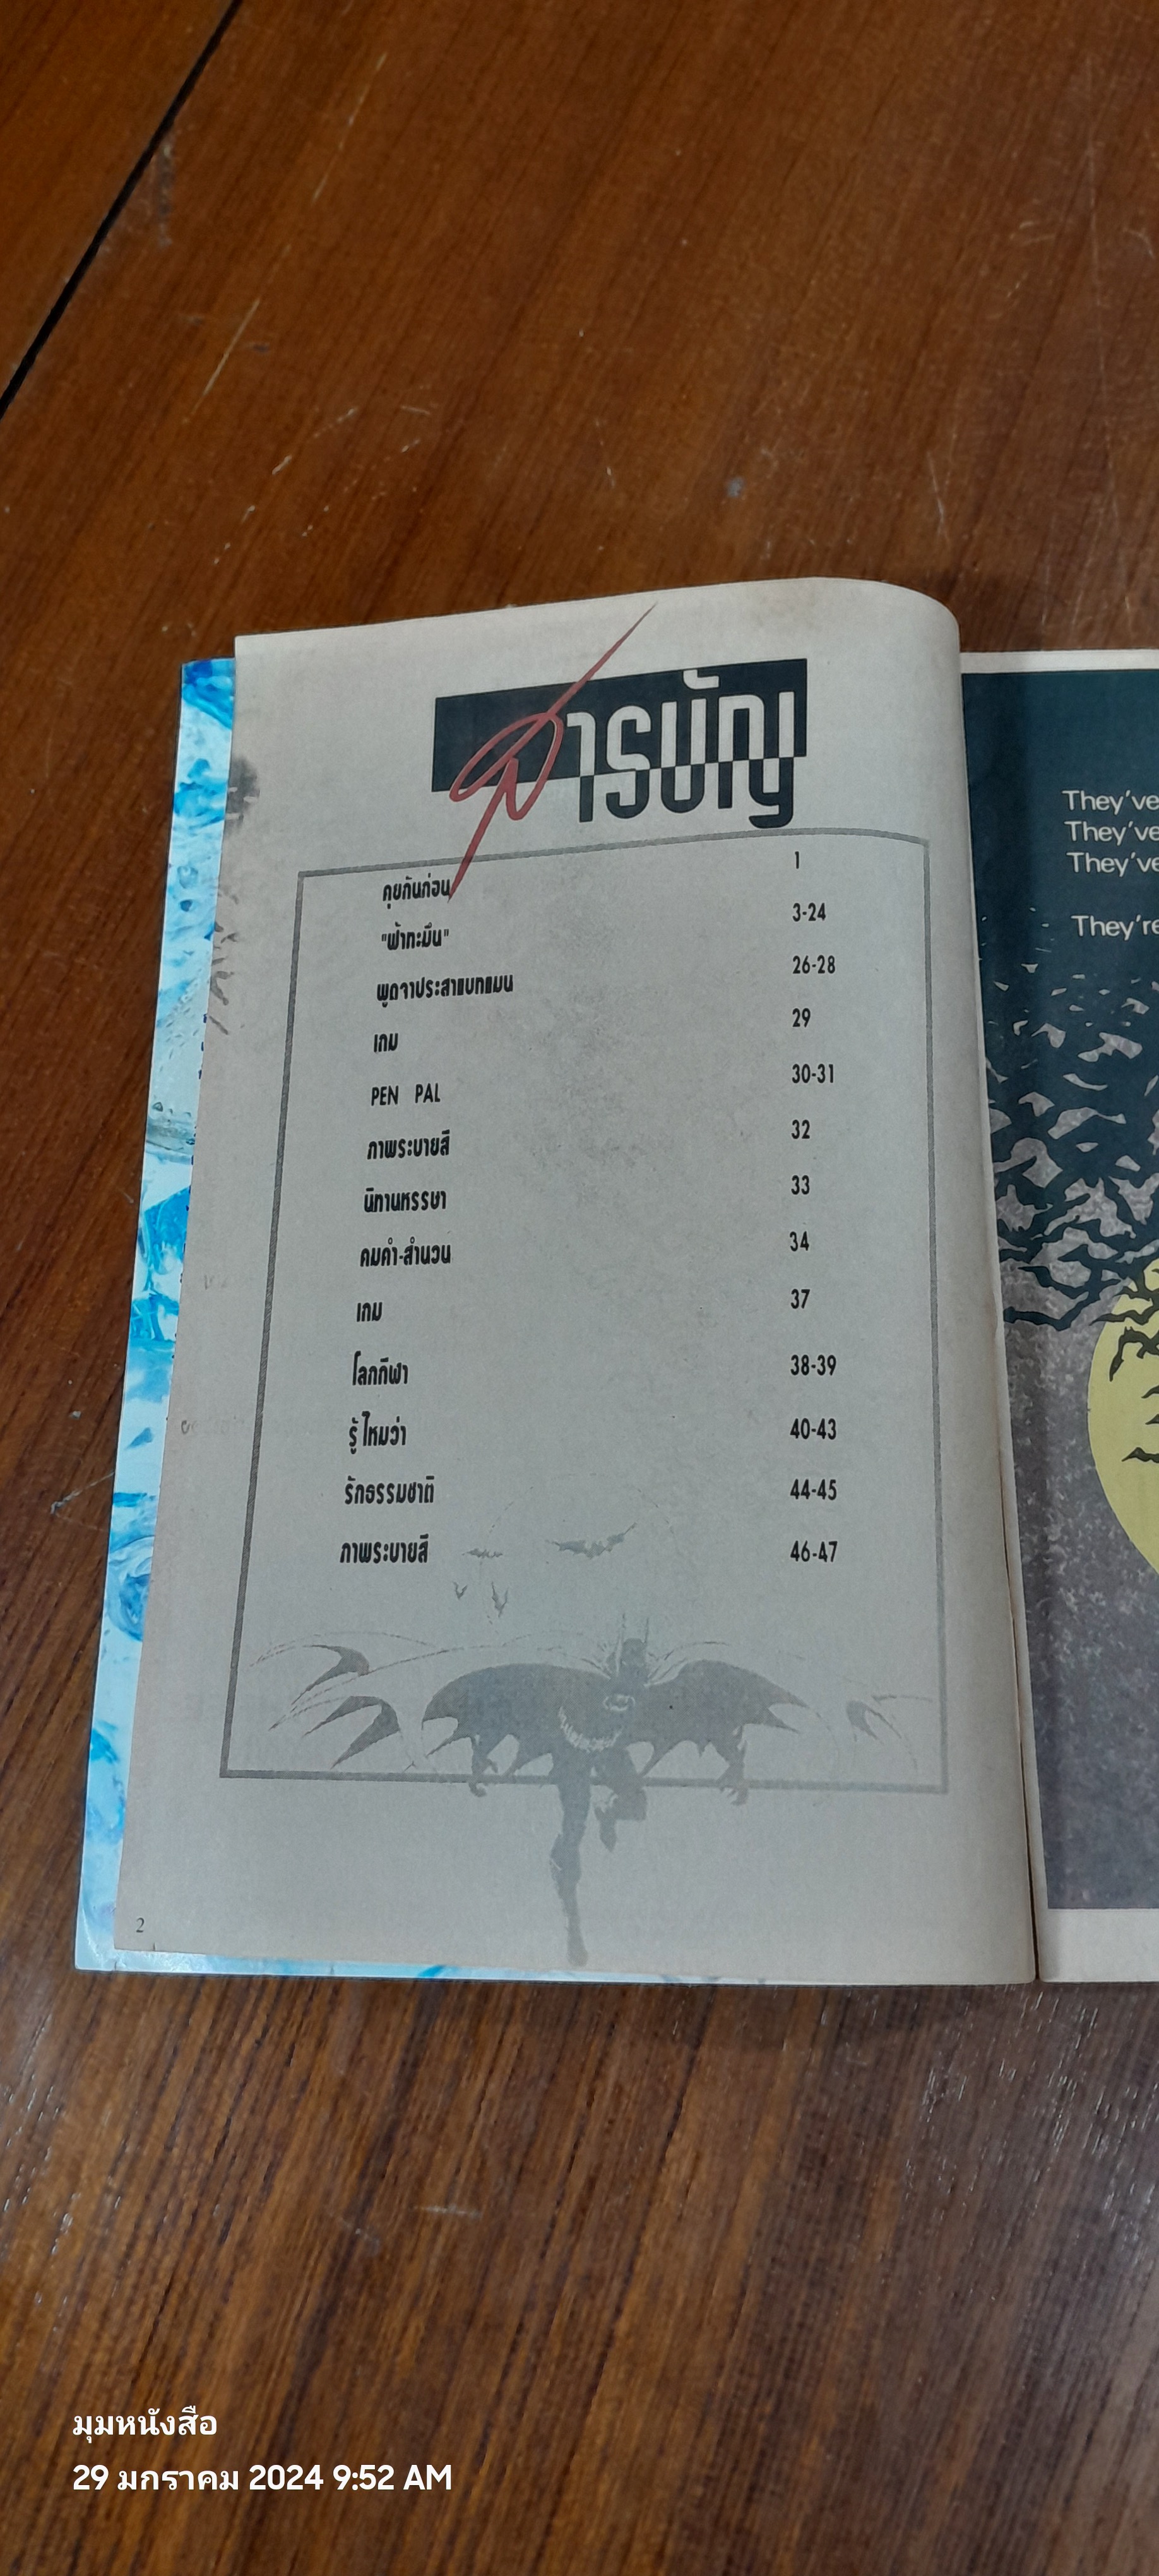 สารบัญ
คุยกันก่อน 1
"ฟ้าทะมึน" 3-24
พูดจาประสาแบทแมน 26-28
เกม 29
PEN PAL 30-31
ภาพระบายสี 32
นิทานหรรษา 33
คมคำ-สำนวน 34
เกม 37
โลกกีฬา 38-39
รู้ไหมว่า 40-43
รักธรรมชาติ 44-45
ภาพระบายสี 46-47
2
They've
They've
They've
They're
มุมหนังสือ
29 มกราคม 2024 9:52 AM